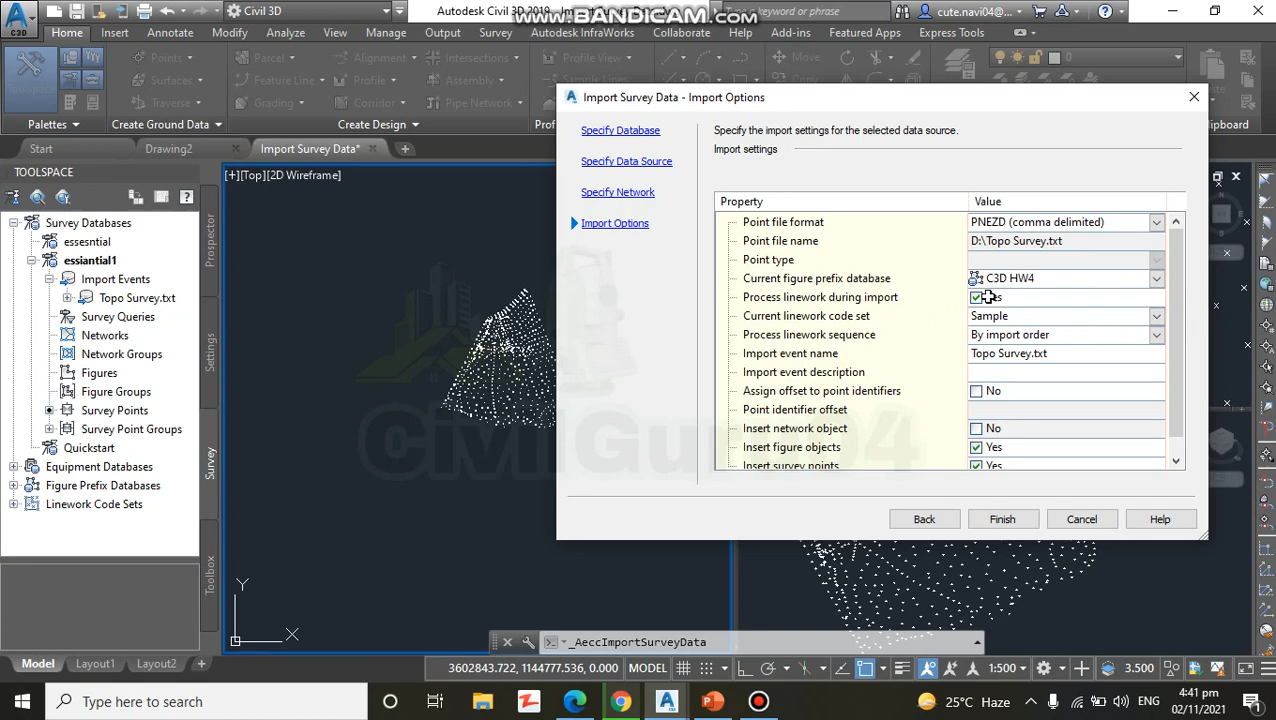 Civil 3D
Autodesk Civil 3D 2019
www.BANDICAM.com
cute.navi04@...
Home Insert Annotate Modify Analyze View Manage Output Survey Autodesk InfraWorks Collaborate Help Add-ins Featured Apps Express Tools
Points Alignment Intersections Profile View Move
Surfaces Feature Line Profile Assembly
Traverse Grading Corridor Pipe Network
Palettes Create Ground Data Create Design
Start Drawing2 Import Survey Data*
TOOLSPACE
[+][Top][2D Wireframe]
Survey Databases
essesntial
essiantial1
Import Events
Topo Survey.txt
Survey Queries
Networks
Network Groups
Figures
Figure Groups
Survey Points
Survey Point Groups
Quickstart
Equipment Databases
Figure Prefix Databases
Linework Code Sets
Prospector
Settings
Survey
Toolbox
Import Survey Data - Import Options
Specify Database
Specify Data Source
Specify Network
Import Options
Specify the import settings for the selected data source.
Import settings
Property Value
Point file format PNEZD (comma delimited)
Point file name D:\Topo Survey.txt
Point type
Current figure prefix database C3D HW4
Process linework during import Yes
Current linework code set Sample
Process linework sequence By import order
Import event name Topo Survey.txt
Import event description
Assign offset to point identifiers No
Point identifier offset
Insert network object No
Insert figure objects Yes
Insert survey points Yes
Back Finish Cancel Help
CivilGuru04
Y
X
_AeccImportSurveyData
Model Layout1 Layout2
3602843.722, 1144777.536, 0.000 MODEL 1:500 3.500
Type here to search
25°C Haze
ENG
4:41 pm
02/11/2021